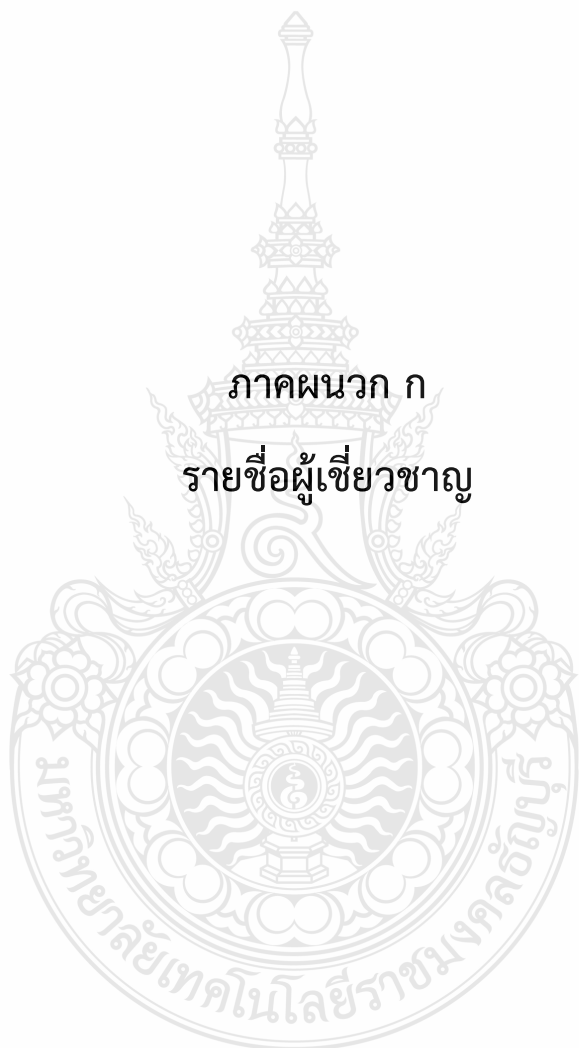 ภาคผนวก ก
รายชื่อผู้เชี่ยวชาญ
มหาวิทยาลัยเทคโนโลยีราชมงคลธัญบุรี